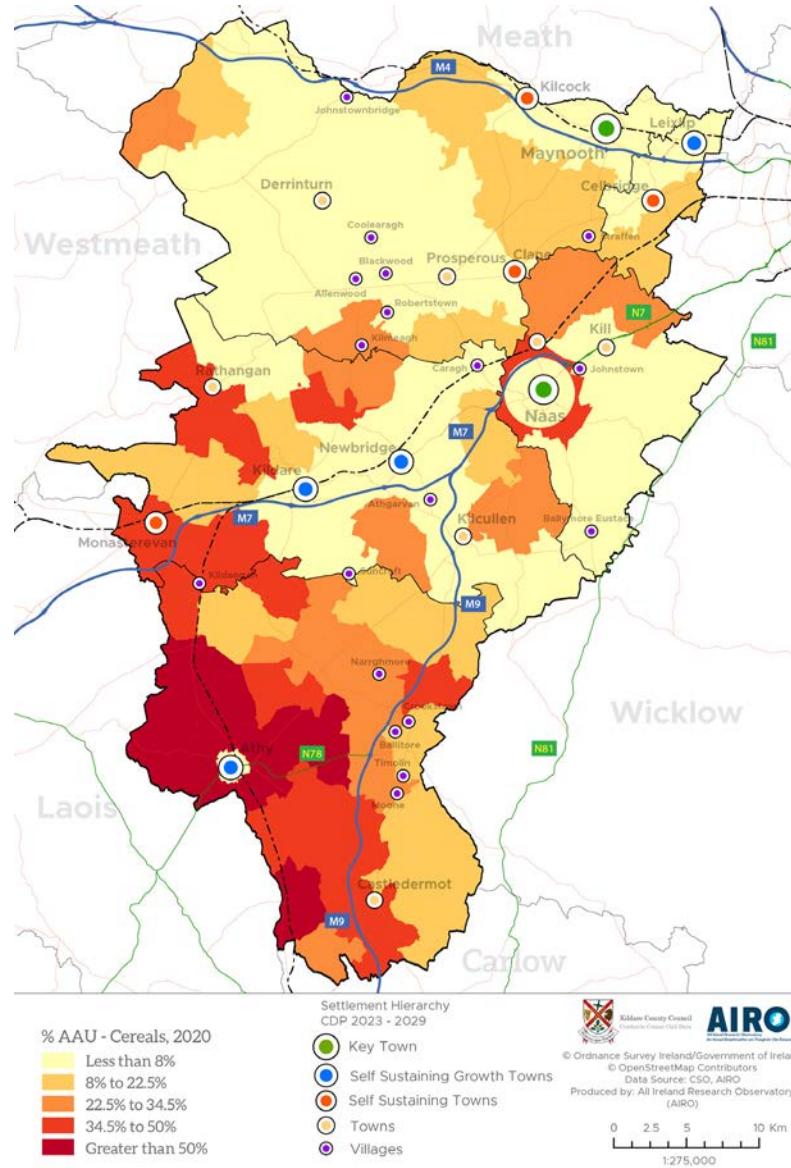 Meath
M4
Kilcock
Johnstownbridge
Leixlip
Maynooth
Derrinturn
Celbridge
Coolearagh
Straffan
Westmeath
Blackwood
Prosperous
Clane
Allenwood
Robertstown
N7
Kill
N81
Kilmeagh
Rathangan
Caragh
Johnstown
Naas
Newbridge
M7
Kildare
Athgarvan
M7
Kilcullen
Ballymore Eustace
Monasterevan
Kildangan
Suncroft
M9
Narrghmore
Wicklow
Ballitore
Athy
N78
N81
Timolin
Laois
Moone
Castledermot
M9
Carlow
% AAU - Cereals, 2020
Less than 8%
8% to 22.5%
22.5% to 34.5%
34.5% to 50%
Greater than 50%
Settlement Hierarchy
CDP 2023 - 2029
Key Town
Self Sustaining Growth Towns
Self Sustaining Towns
Towns
Villages
Kildare County Council
AIRO
© Ordnance Survey Ireland/Government of Irela
© OpenStreetMap Contributors
Data Source: CSO, AIRO
Produced by: All Ireland Research Observatory
(AIRO)
0 2.5 5 10 Km
1:275,000